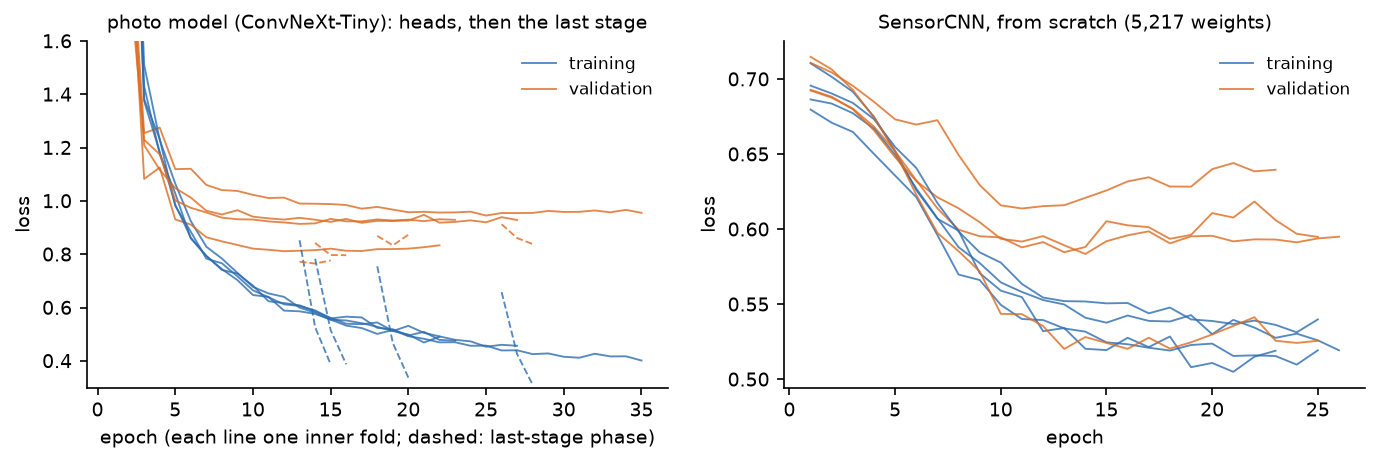 photo model (ConvNeXt-Tiny): heads, then the last stage
training
validation
loss
1.6
1.4
1.2
1.0
0.8
0.6
0.4
0 5 10 15 20 25 30 35
epoch (each line one inner fold; dashed: last-stage phase)
SensorCNN, from scratch (5,217 weights)
training
validation
loss
0.70
0.65
0.60
0.55
0.50
0 5 10 15 20 25
epoch